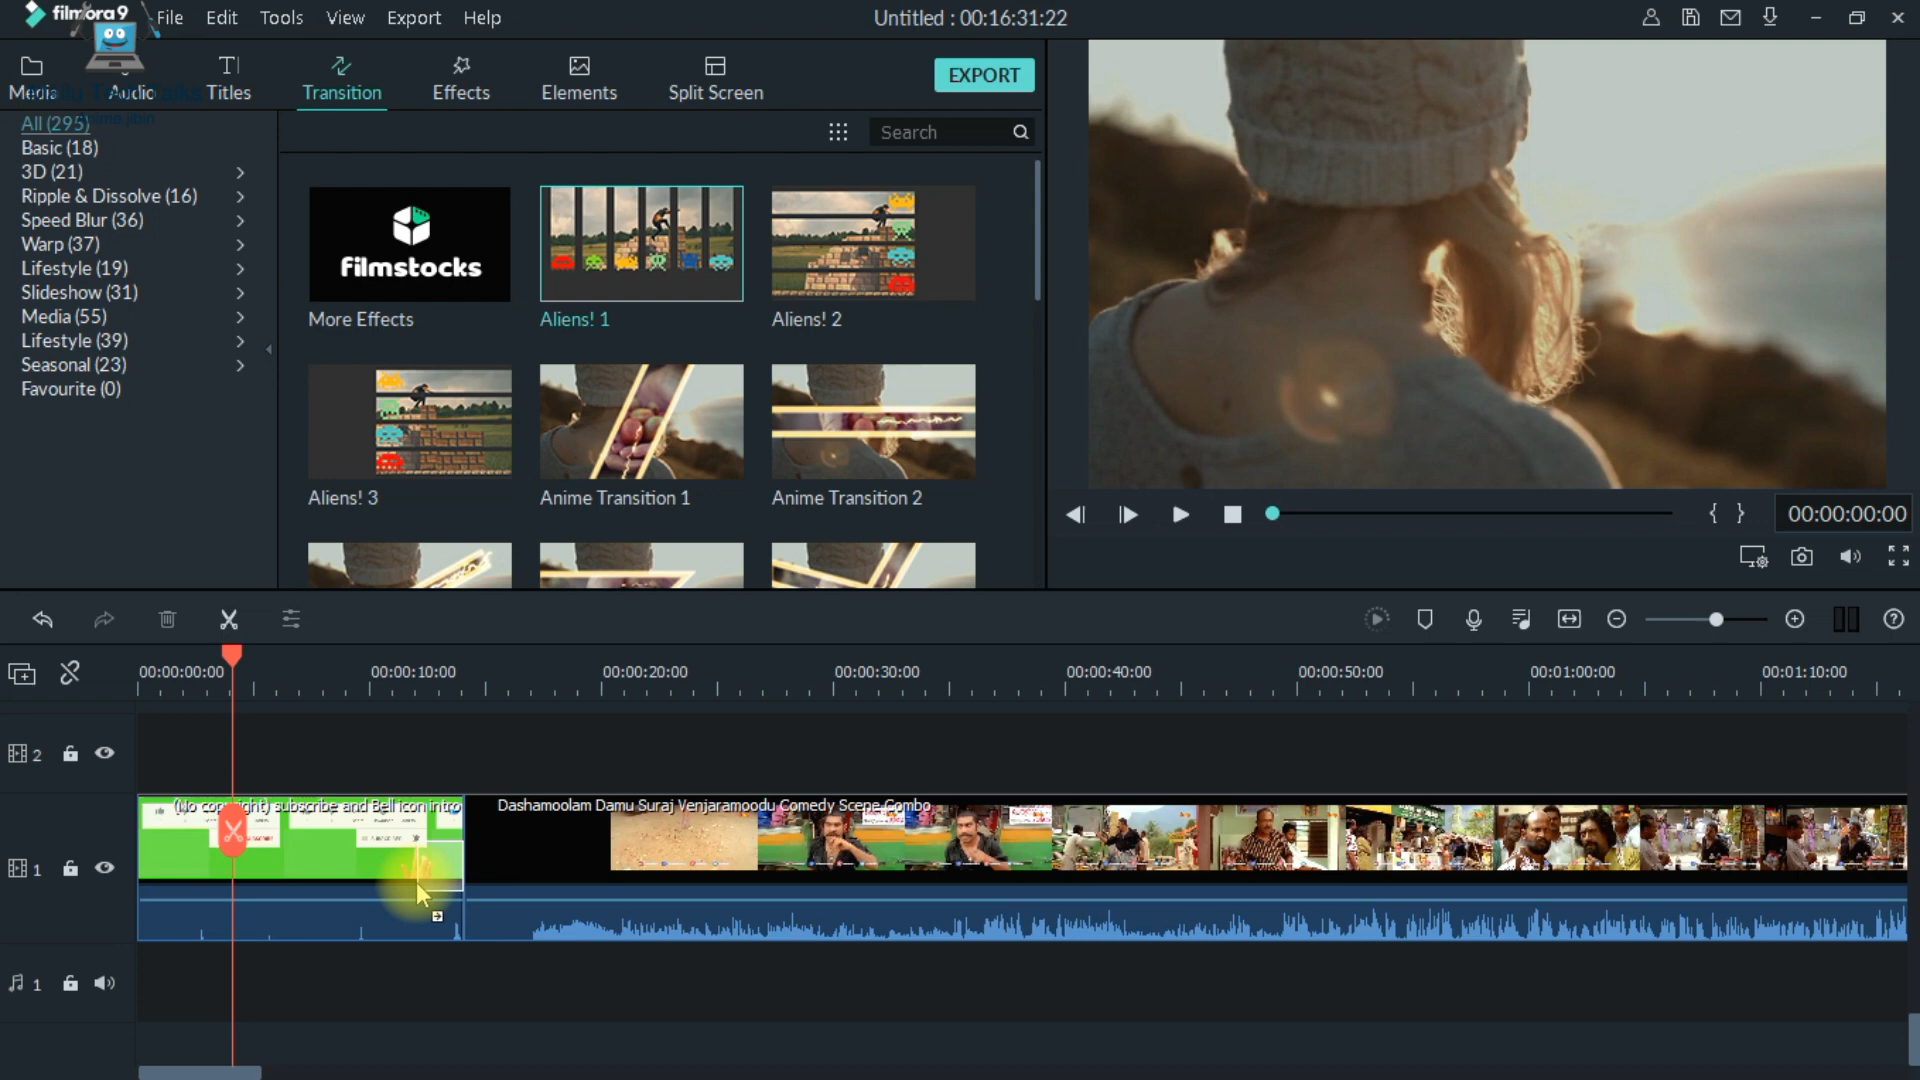 filmora9
File
Edit
Tools
View
Export
Help
Untitled : 00:16:31:22
Media
Audio
Titles
Transition
Effects
Elements
Split Screen
EXPORT
All (295)
Basic (18)
3D (21)
Ripple & Dissolve (16)
Speed Blur (36)
Warp (37)
Lifestyle (19)
Slideshow (31)
Media (55)
Lifestyle (39)
Seasonal (23)
Favourite (0)
Search
filmstocks
More Effects
Aliens! 1
Aliens! 2
Aliens! 3
Anime Transition 1
Anime Transition 2
{ }
00:00:00:00
00:00:00:00
00:00:10:00
00:00:20:00
00:00:30:00
00:00:40:00
00:00:50:00
00:01:00:00
00:01:10:00
2
(No copyright) subscribe and Bell icon intro
Dashamoolam Damu Suraj Venjaramoodu Comedy Scene Combo
1
1